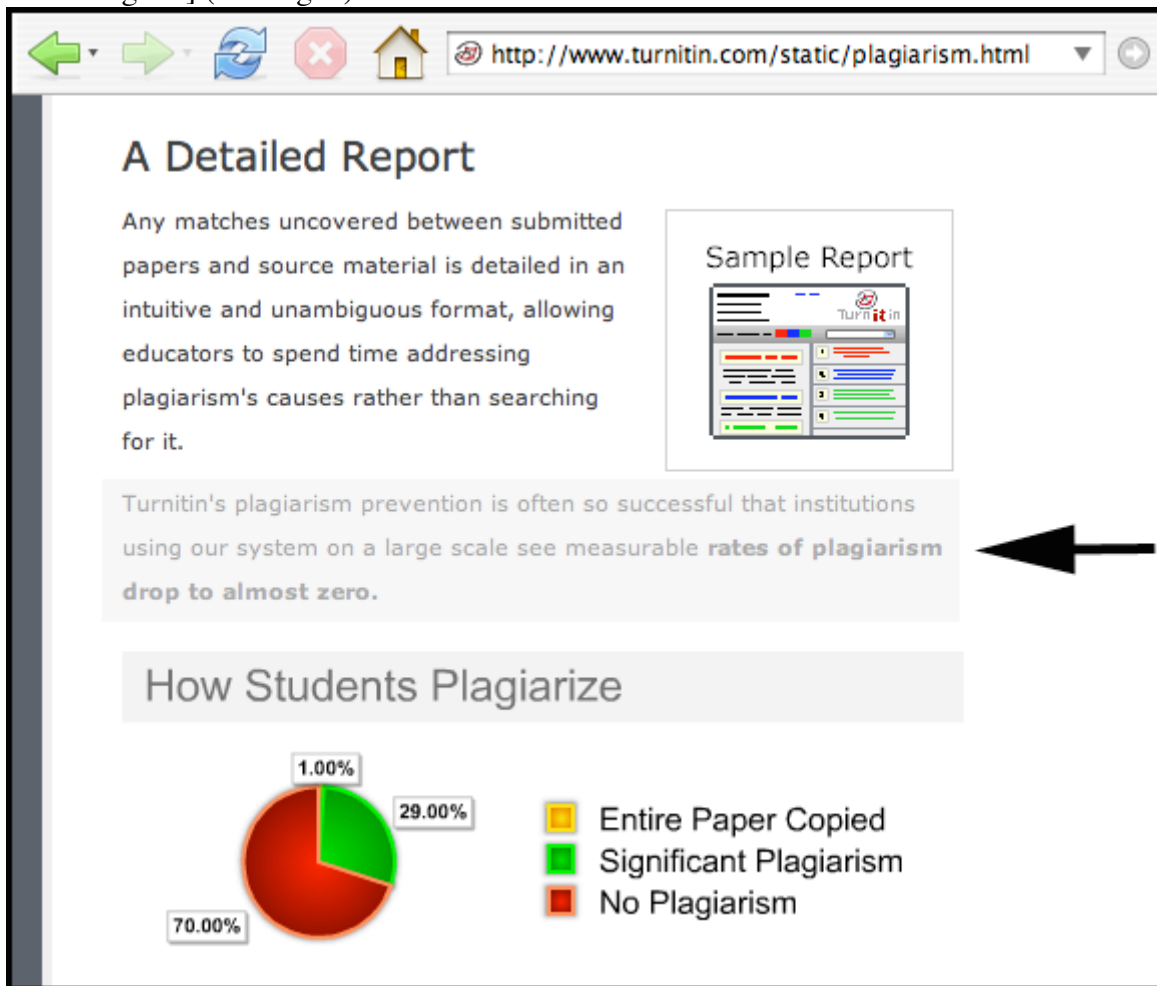 http://www.turnitin.com/static/plagiarism.html
A Detailed Report
Any matches uncovered between submitted
papers and source material is detailed in an
intuitive and unambiguous format, allowing
educators to spend time addressing
plagiarism's causes rather than searching
for it.
Sample Report
Turnitin
Turnitin's plagiarism prevention is often so successful that institutions
using our system on a large scale see measurable rates of plagiarism
drop to almost zero.
How Students Plagiarize
1.00%
29.00%
70.00%
Entire Paper Copied
Significant Plagiarism
No Plagiarism